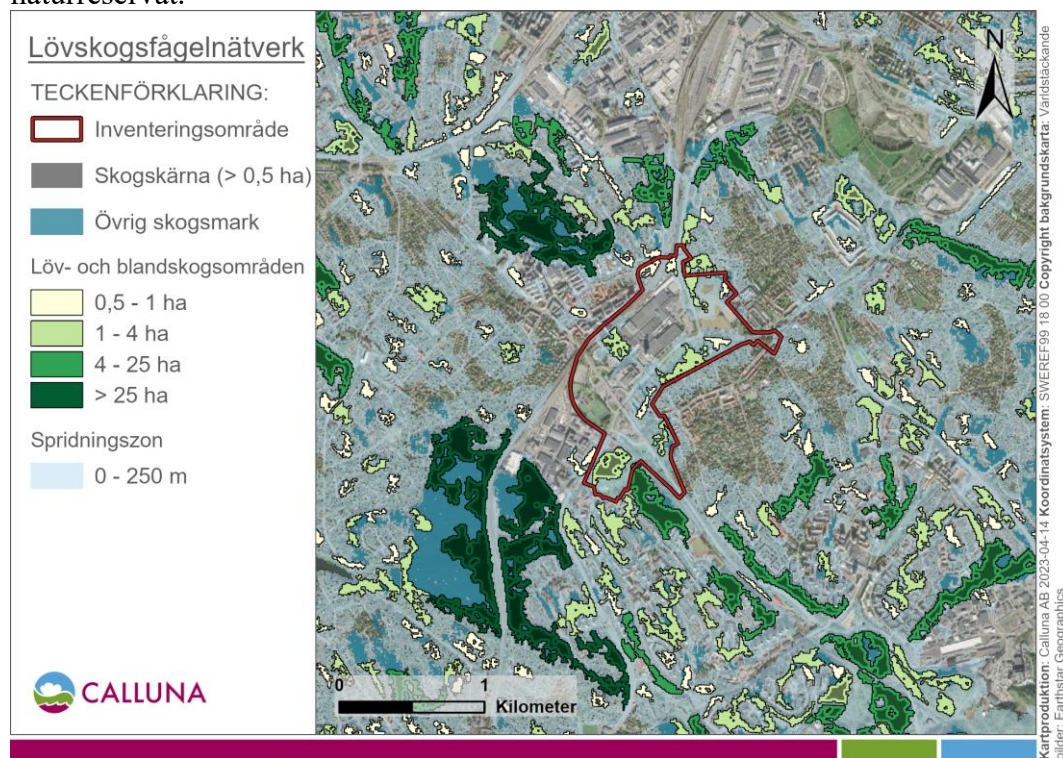 naturreservat.
Lövskogsfågelnätverk
TECKENFÖRKLARING:
Inventeringsområde
Skogskärna (> 0,5 ha)
Övrig skogsmark
Löv- och blandskogsområden
0,5 - 1 ha
1 - 4 ha
4 - 25 ha
> 25 ha
Spridningszon
0 - 250 m
CALLUNA
N
0 1
Kilometer
Kartproduktion: Calluna AB 2023-04-14 Koordinatsystem: SWEREF99 18 00 Copyright bakgrundskarta: Världstäckande
bilder: Earthstar Geographics